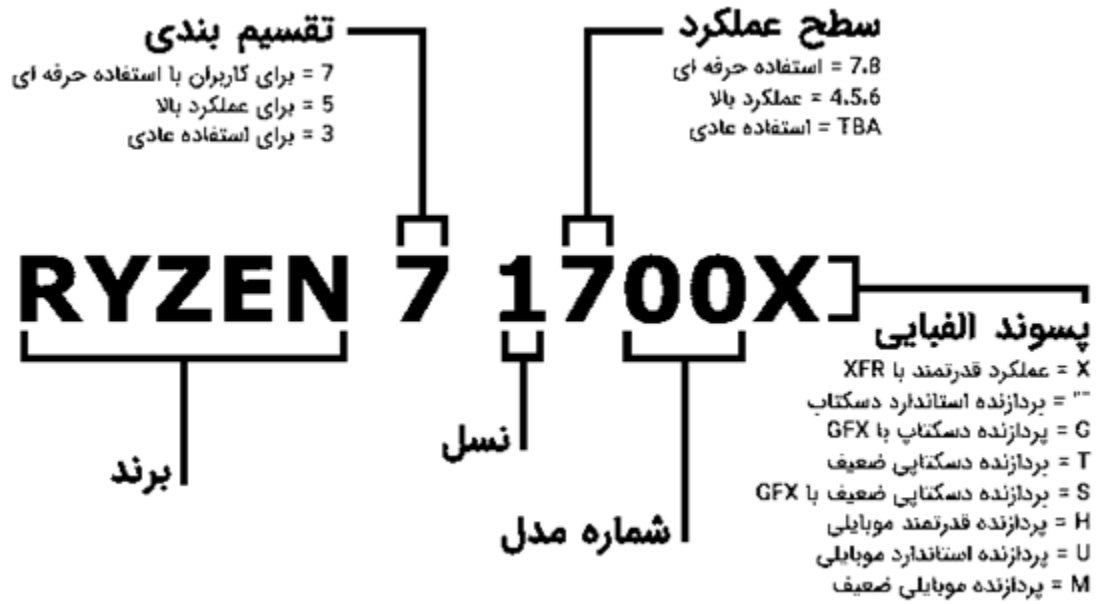 تقسیم بندی
7 = برای کاربران با استفاده حرفه ای
5 = برای عملکرد بالا
3 = برای استفاده عادی
سطح عملکرد
7،8 = استفاده حرفه ای
4،5،6 = عملکرد بالا
TBA = استفاده عادی
RYZEN 7 1700X
برند
نسل
شماره مدل
پسوند الفبایی
X = عملکرد قدرتمند با XFR
"" = پردازنده استاندارد دسکتاپ
G = پردازنده دسکتاپ با GFX
T = پردازنده دسکتاپی ضعیف
S = پردازنده دسکتاپی ضعیف با GFX
H = پردازنده قدرتمند موبایلی
U = پردازنده استاندارد موبایلی
M = پردازنده موبایلی ضعیف